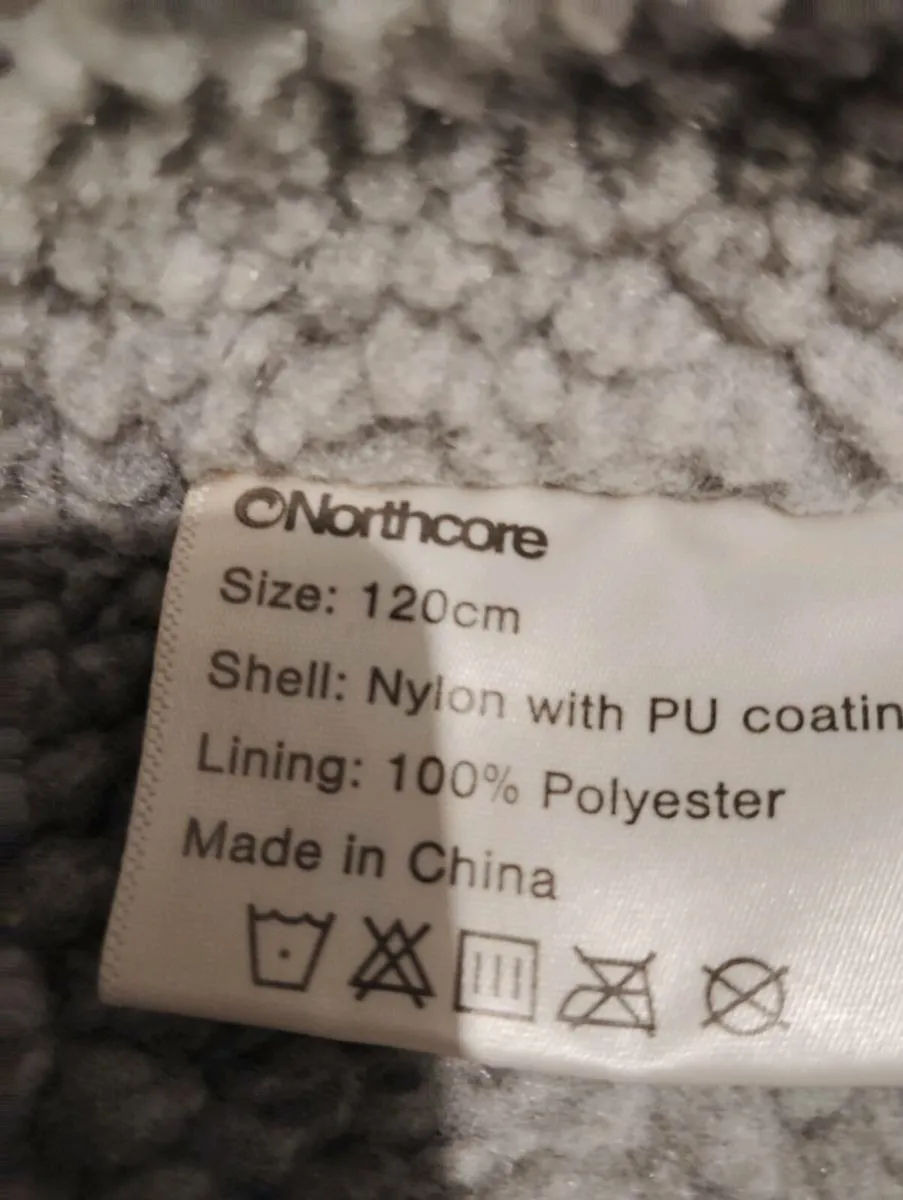 Northcore
Size: 120cm
Shell: Nylon with PU coatin
Lining: 100% Polyester
Made in China